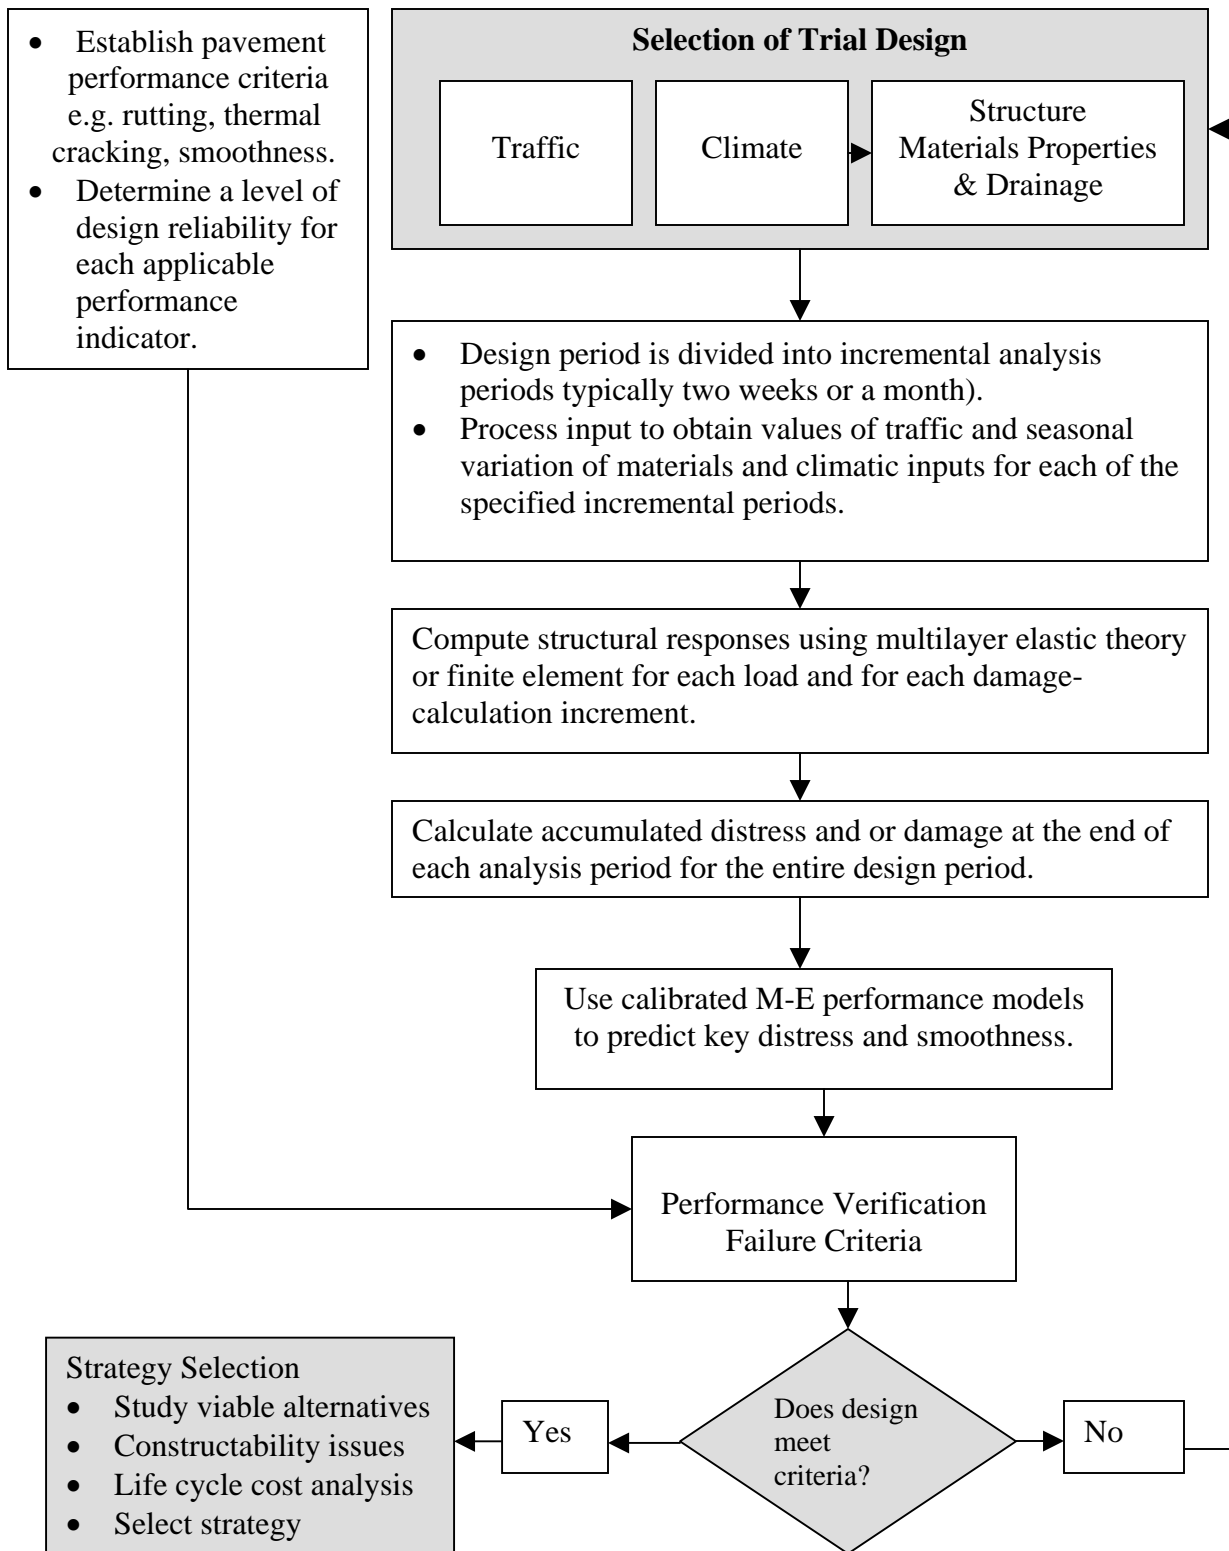 • Establish pavement
performance criteria
e.g. rutting, thermal
cracking, smoothness.
• Determine a level of
design reliability for
each applicable
performance
indicator.
Selection of Trial Design
Traffic
Climate
Structure
Materials Properties
& Drainage
• Design period is divided into incremental analysis
periods typically two weeks or a month).
• Process input to obtain values of traffic and seasonal
variation of materials and climatic inputs for each of the
specified incremental periods.
Compute structural responses using multilayer elastic theory
or finite element for each load and for each damage-
calculation increment.
Calculate accumulated distress and or damage at the end of
each analysis period for the entire design period.
Use calibrated M-E performance models
to predict key distress and smoothness.
Performance Verification
Failure Criteria
Does design
meet
criteria?
Yes
No
Strategy Selection
• Study viable alternatives
• Constructability issues
• Life cycle cost analysis
• Select strategy